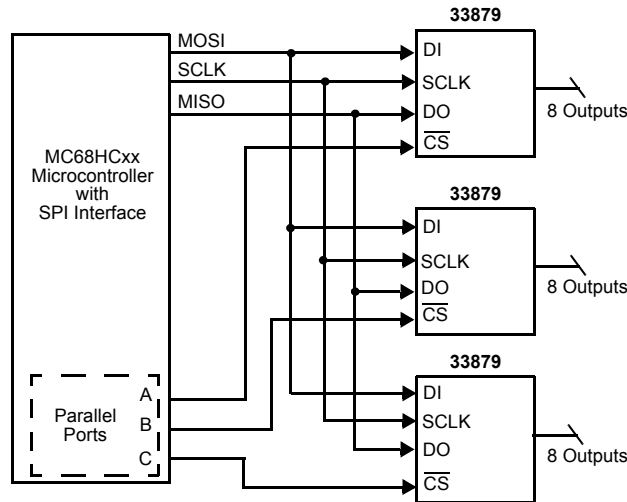 33879
MOSI
DI
SCLK
SCLK
MISO
DO
8 Outputs
CS
MC68HCxx
Microcontroller
with
SPI Interface
33879
DI
SCLK
DO
8 Outputs
CS
33879
Parallel
Ports
A
B
C
DI
SCLK
DO
8 Outputs
CS